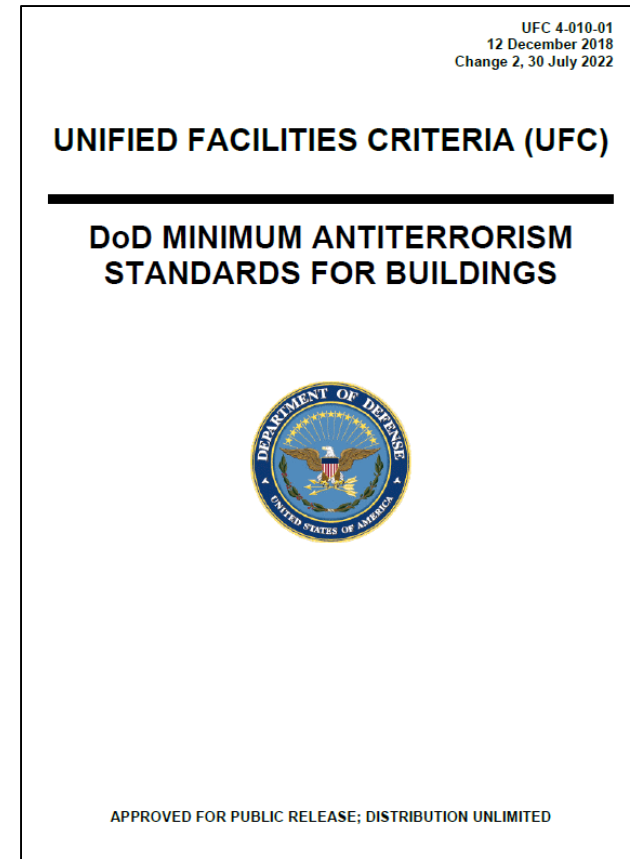 UFC 4-010-01
12 December 2018
Change 2, 30 July 2022
UNIFIED FACILITIES CRITERIA (UFC)
DoD MINIMUM ANTITERRORISM
STANDARDS FOR BUILDINGS
DEPARTMENT OF DEFENSE
UNITED STATES OF AMERICA
APPROVED FOR PUBLIC RELEASE; DISTRIBUTION UNLIMITED